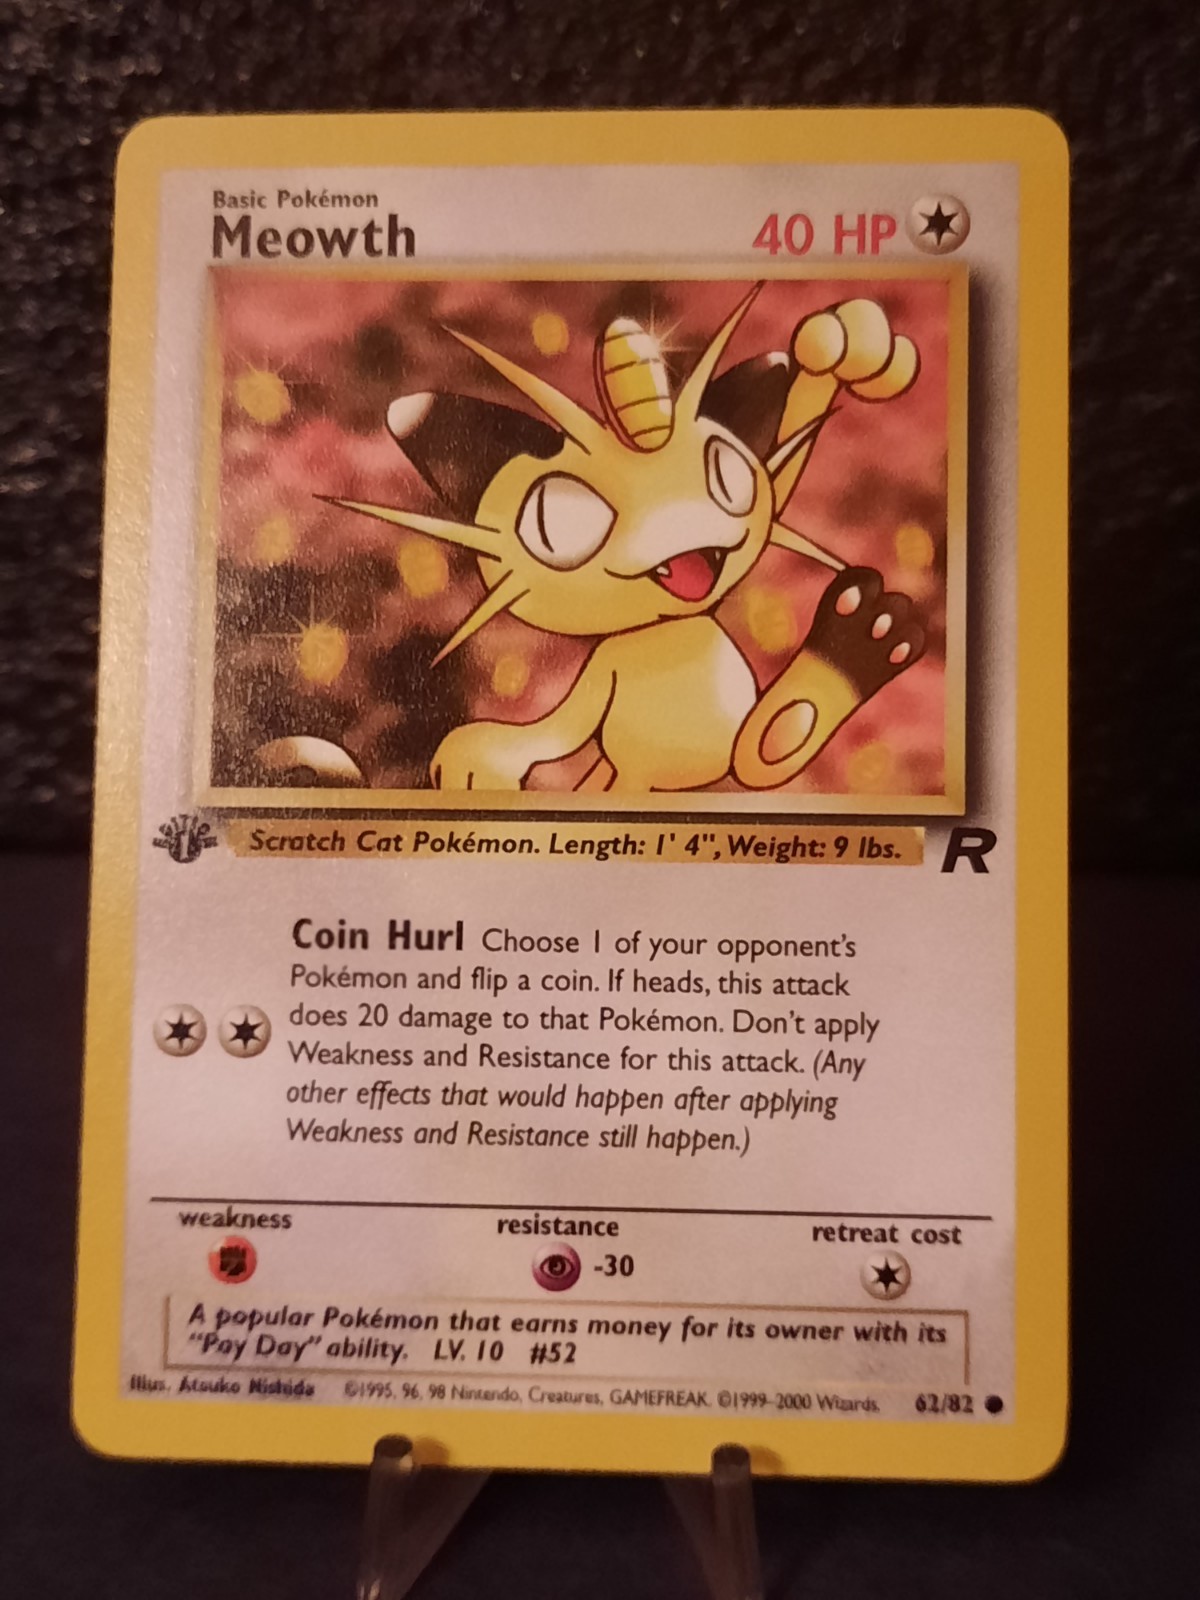 Basic Pokémon
Meowth
40 HP
Scratch Cat Pokémon. Length: 1' 4", Weight: 9 lbs.
R
Coin Hurl Choose 1 of your opponent's
Pokémon and flip a coin. If heads, this attack
does 20 damage to that Pokémon. Don't apply
Weakness and Resistance for this attack. (Any
other effects that would happen after applying
Weakness and Resistance still happen.)
weakness
resistance
retreat cost
-30
A popular Pokémon that earns money for its owner with its
"Pay Day" ability. LV. 10 #52
Illus. Atsuko Nishida ©1995, 96, 98 Nintendo, Creatures, GAMEFREAK. ©1999-2000 Wizards. 62/82